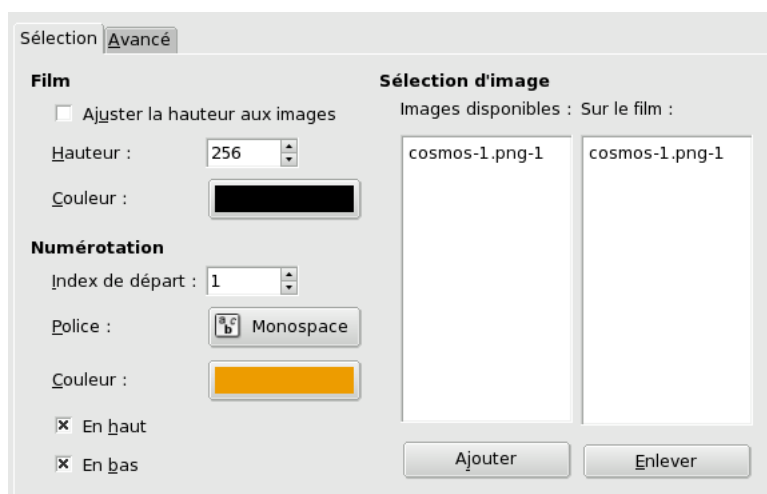 Sélection Avancé
Film
Ajuster la hauteur aux images
Hauteur : 256
Couleur :
Numérotation
Index de départ : 1
Police : abc Monospace
Couleur :
En haut
En bas
Sélection d'image
Images disponibles : Sur le film :
cosmos-1.png-1 cosmos-1.png-1
Ajouter Enlever